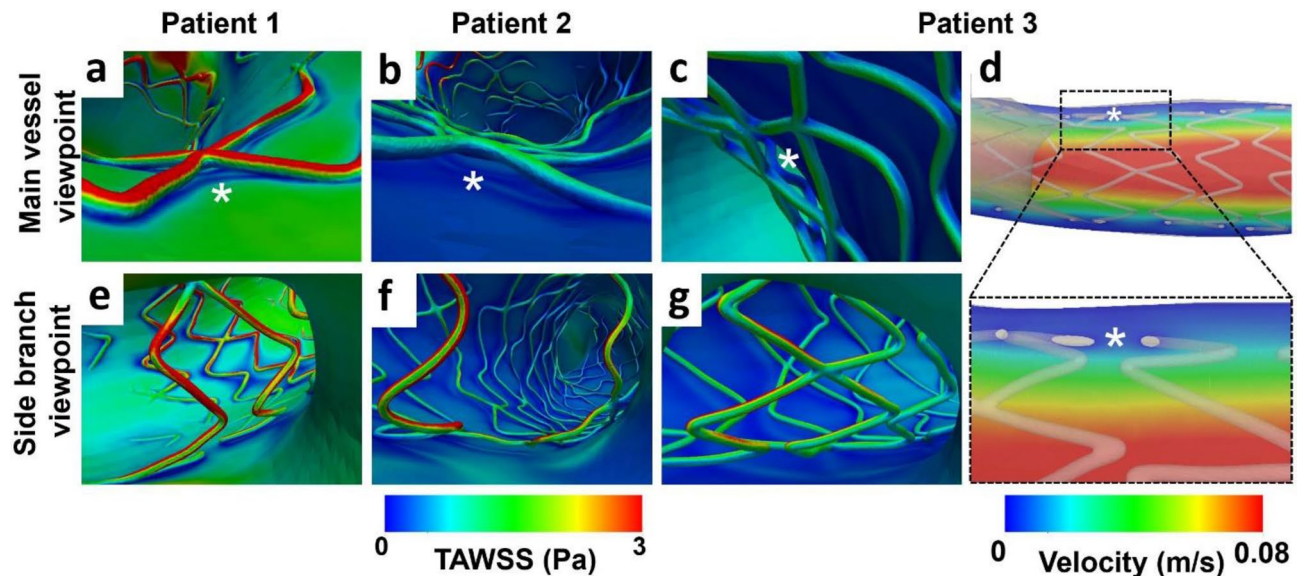 Patient 1
Patient 2
Patient 3
Main vessel
viewpoint
a
b
c
d
*
*
*
*
Side branch
viewpoint
e
f
g
*
0
3
TAWSS (Pa)
0
0.08
Velocity (m/s)